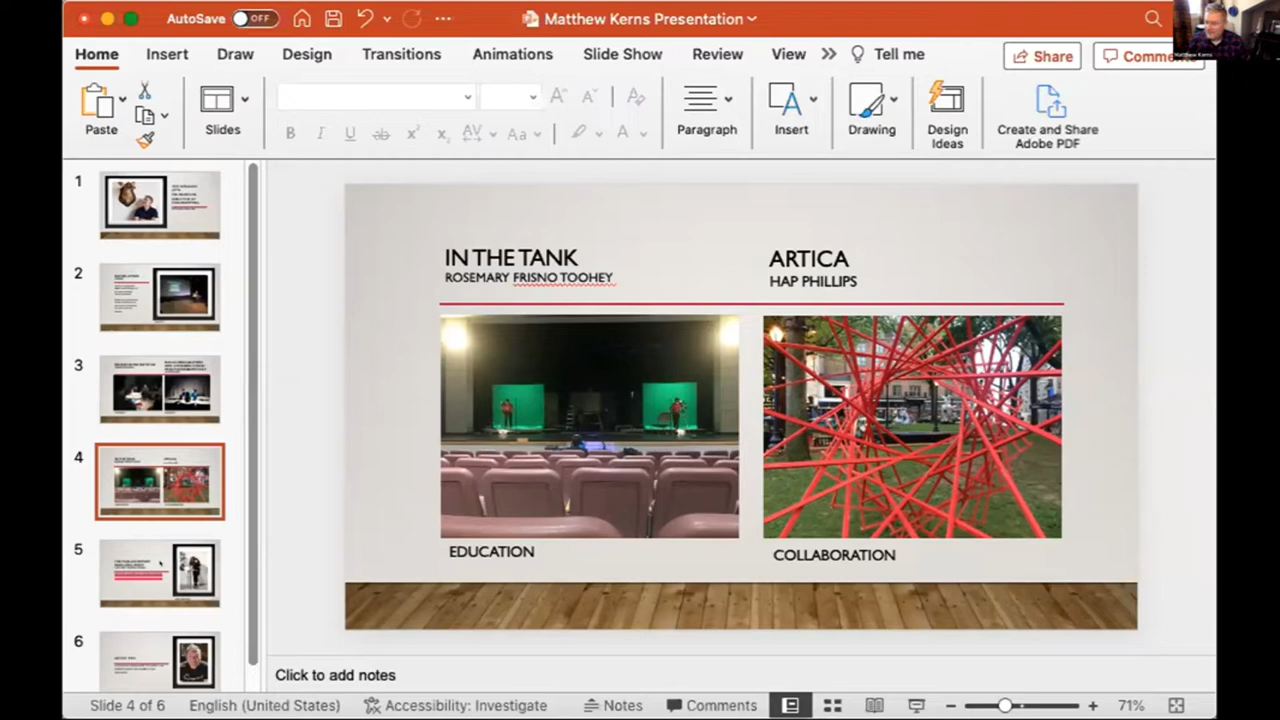 AutoSave OFF
Matthew Kerns Presentation
Home Insert Draw Design Transitions Animations Slide Show Review View Tell me
Share
Comm
Paste
Slides
Paragraph
Insert
Drawing
Design Ideas
Create and Share Adobe PDF
Matthew Kerns
1
2
3
4
5
6
IN THE TANK
ROSEMARY FRISNO TOOHEY
ARTICA
HAP PHILLIPS
EDUCATION
COLLABORATION
Click to add notes
Slide 4 of 6 English (United States) Accessibility: Investigate Notes Comments 71%